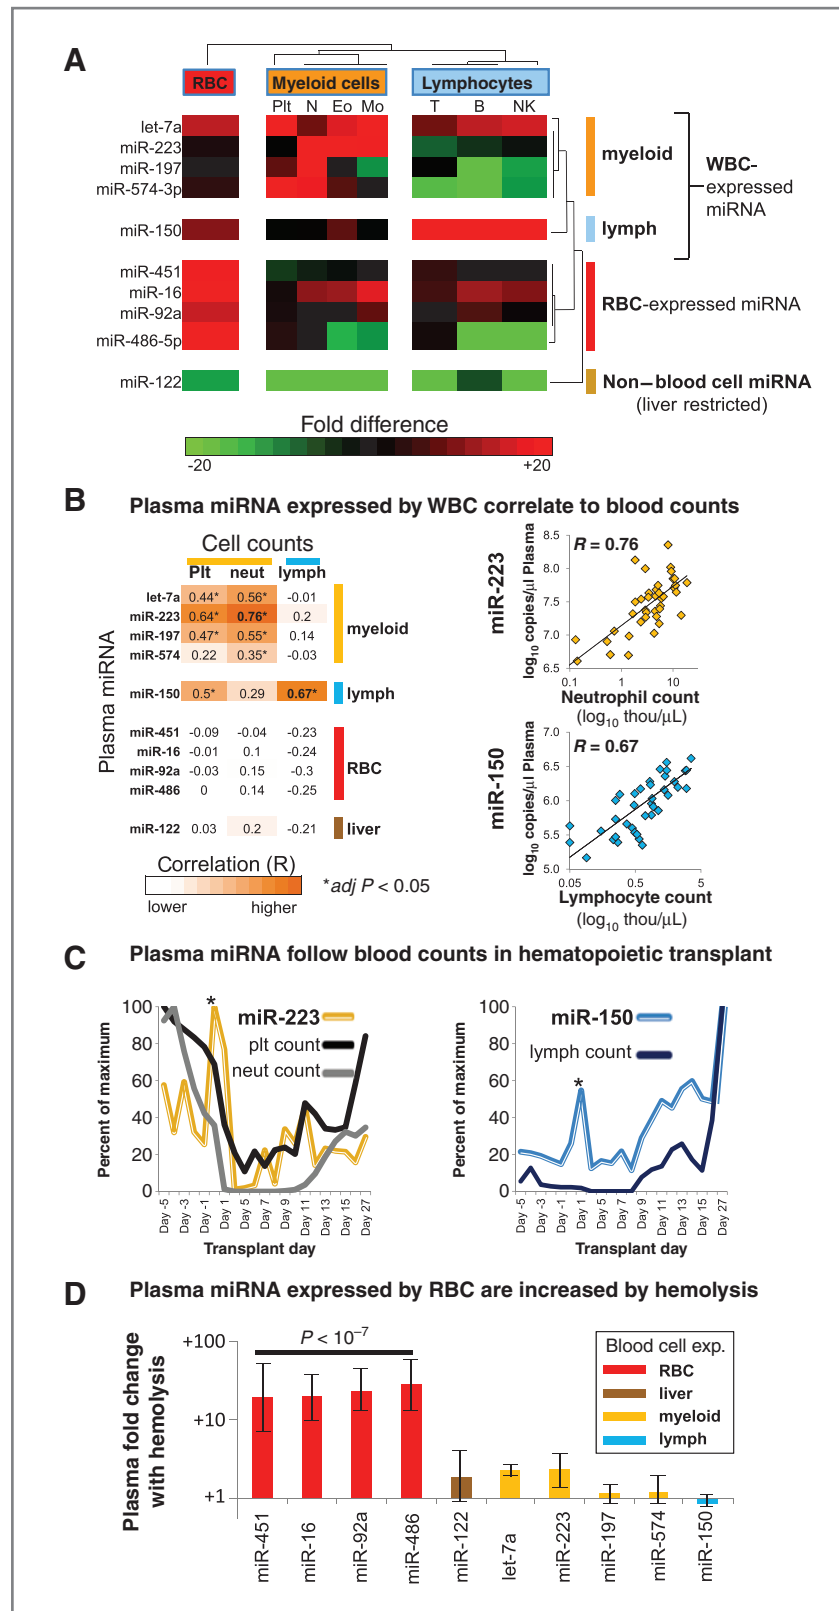 A
RBC
Myeloid cells
Lymphocytes
Plt N Eo Mo
T B NK
let-7a
miR-223
miR-197
miR-574-3p
miR-150
miR-451
miR-16
miR-92a
miR-486-5p
miR-122
myeloid
lymph
WBC-
expressed
miRNA
RBC-expressed miRNA
Non–blood cell miRNA
(liver restricted)
Fold difference
-20 +20
B Plasma miRNA expressed by WBC correlate to blood counts
Cell counts
Plt neut lymph
Plasma miRNA
let-7a 0.44* 0.56* -0.01
miR-223 0.64* 0.76* 0.2
miR-197 0.47* 0.55* 0.14
miR-574 0.22 0.35* -0.03
myeloid
miR-150 0.5* 0.29 0.67* lymph
miR-451 -0.09 -0.04 -0.23
miR-16 -0.01 0.1 -0.24
miR-92a -0.03 0.15 -0.3
miR-486 0 0.14 -0.25
RBC
miR-122 0.03 0.2 -0.21 liver
Correlation (R)
lower higher
*adj P < 0.05
miR-223
log10 copies/µl Plasma
8.5
7.5
7.0
6.5
R = 0.76
0.1 1 10
Neutrophil count
(log10 thou/µL)
miR-150
log10 copies/µl Plasma
7.0
6.5
6.0
5.5
5.0
R = 0.67
0.05 0.5 5
Lymphocyte count
(log10 thou/µL)
C Plasma miRNA follow blood counts in hematopoietic transplant
Percent of maximum
100
80
60
40
20
0
*
miR-223
plt count
neut count
Day -5 Day -3 Day -1 Day 1 Day 5 Day 7 Day 9 Day 11 Day 13 Day 15 Day 27
Transplant day
Percent of maximum
100
80
60
40
20
0
*
miR-150
lymph count
Day -5 Day -3 Day -1 Day 1 Day 5 Day 7 Day 9 Day 11 Day 13 Day 15 Day 27
Transplant day
D Plasma miRNA expressed by RBC are increased by hemolysis
Plasma fold change
with hemolysis
+100
+10
+1
P < 10–7
Blood cell exp.
RBC
liver
myeloid
lymph
miR-451 miR-16 miR-92a miR-486 miR-122 let-7a miR-223 miR-197 miR-574 miR-150